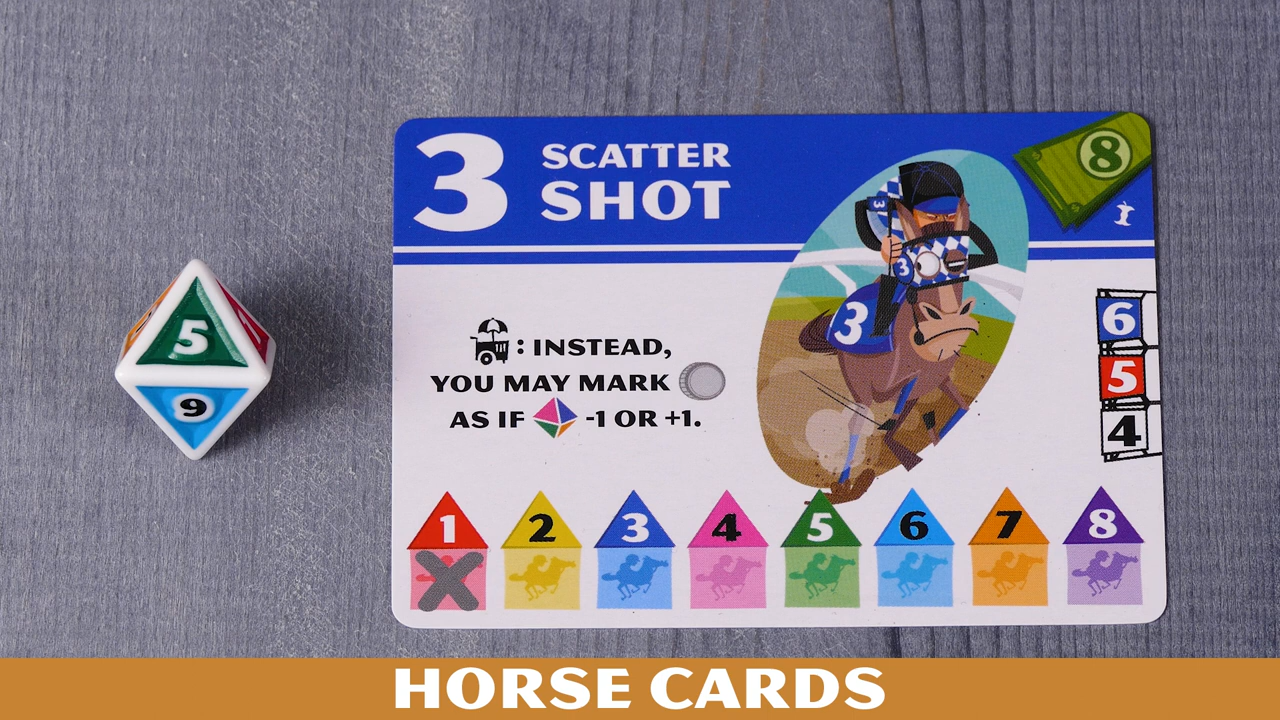 3 SCATTER
SHOT
8
3
3
3
: INSTEAD,
YOU MAY MARK
AS IF -1 OR +1.
6
5
4
5
9
1 2 3 4 5 6 7 8
HORSE CARDS